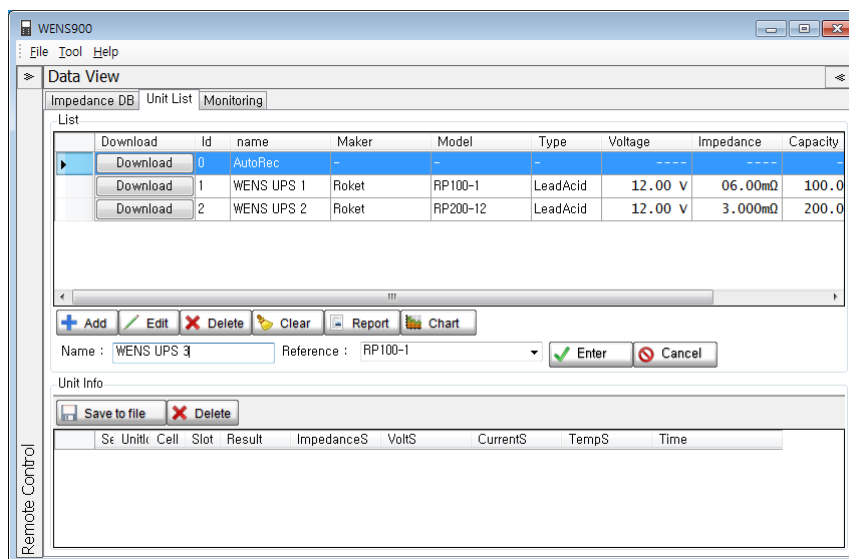 WENS900
File Tool Help
Data View
Impedance DB Unit List Monitoring
List
Download Id name Maker Model Type Voltage Impedance Capacity
Download 0 AutoRec - - - ---- ---- -
Download 1 WENS UPS 1 Roket RP100-1 LeadAcid 12.00 V 06.00mΩ 100.0
Download 2 WENS UPS 2 Roket RP200-12 LeadAcid 12.00 V 3.000mΩ 200.0
Add Edit Delete Clear Report Chart
Name : WENS UPS 3 Reference : RP100-1 Enter Cancel
Unit Info
Save to file Delete
Se Cell Slot Result ImpedanceS VoltS CurrentS TempS Time
Remote Control